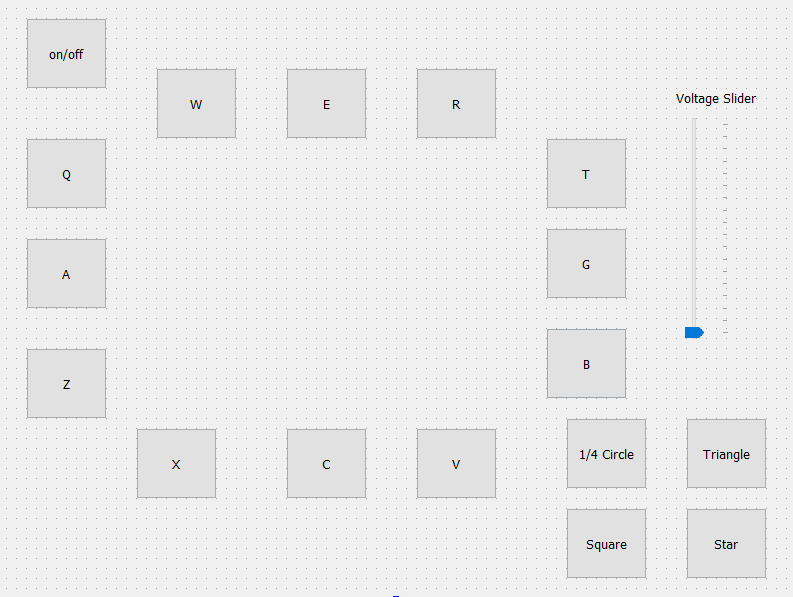 on/off
W
E
R
Voltage Slider
Q
T
A
G
Z
B
X
C
V
1/4 Circle
Triangle
Square
Star